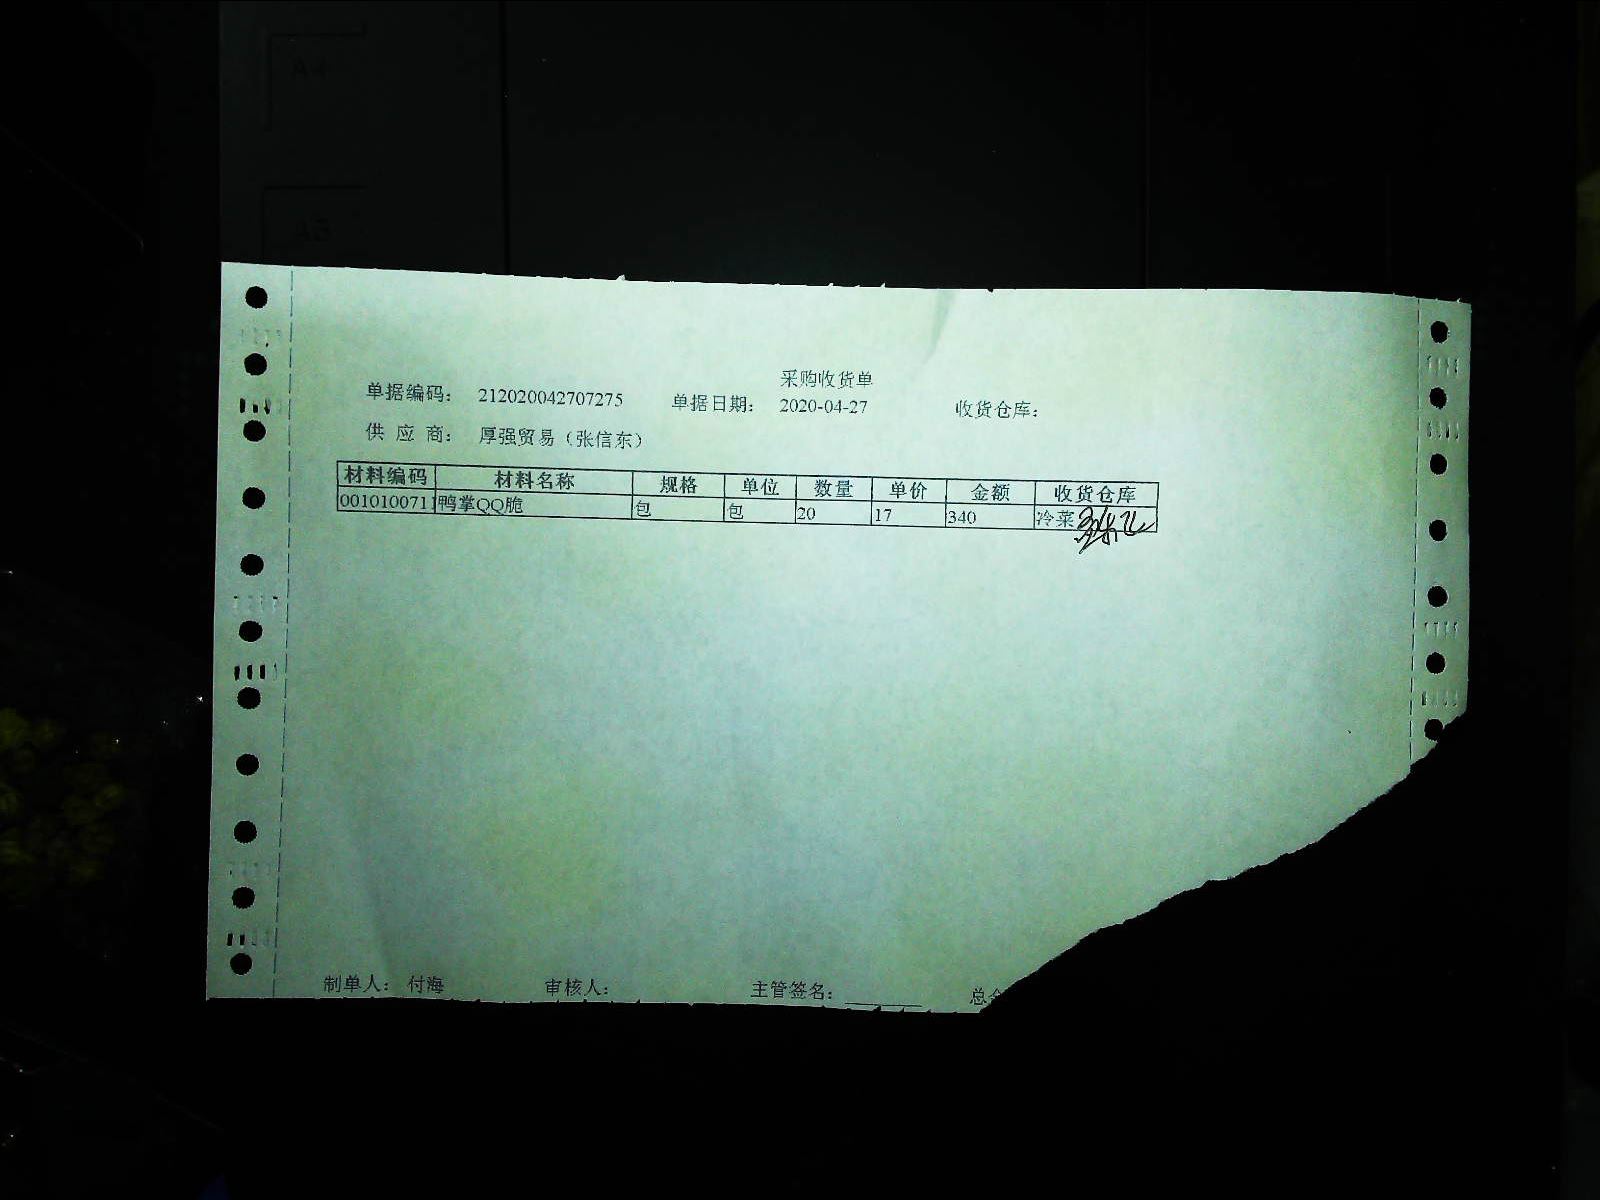 采购收货单
单据编码： 212020042707275 单据日期： 2020-04-27 收货仓库：
供 应 商： 厚强贸易（张信东）
材料编码 材料名称 规格 单位 数量 单价 金额 收货仓库
0010100711 鸭掌QQ脆 包 包 20 17 340 冷菜
制单人： 付海 审核人： 主管签名： ________ 总